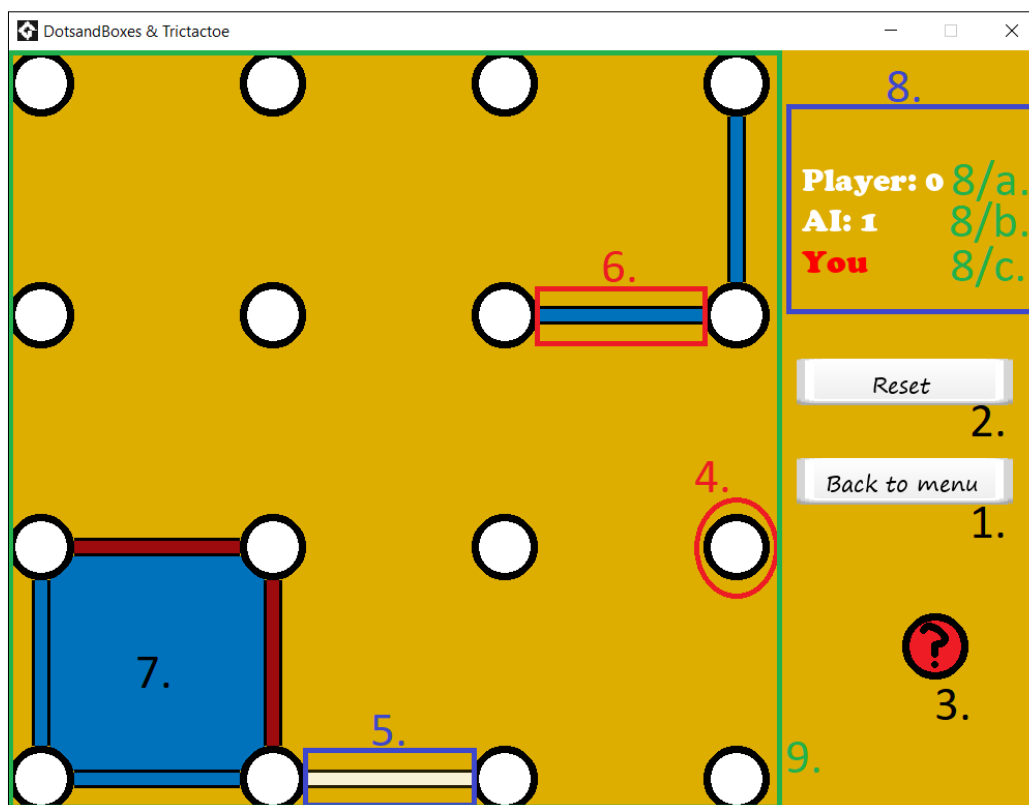 DotsandBoxes & Trictactoe
8.
Player: 0 8/a.
AI: 1 8/b.
You 8/c.
6.
Reset
2.
4.
Back to menu
1.
?
7.
3.
5.
9.